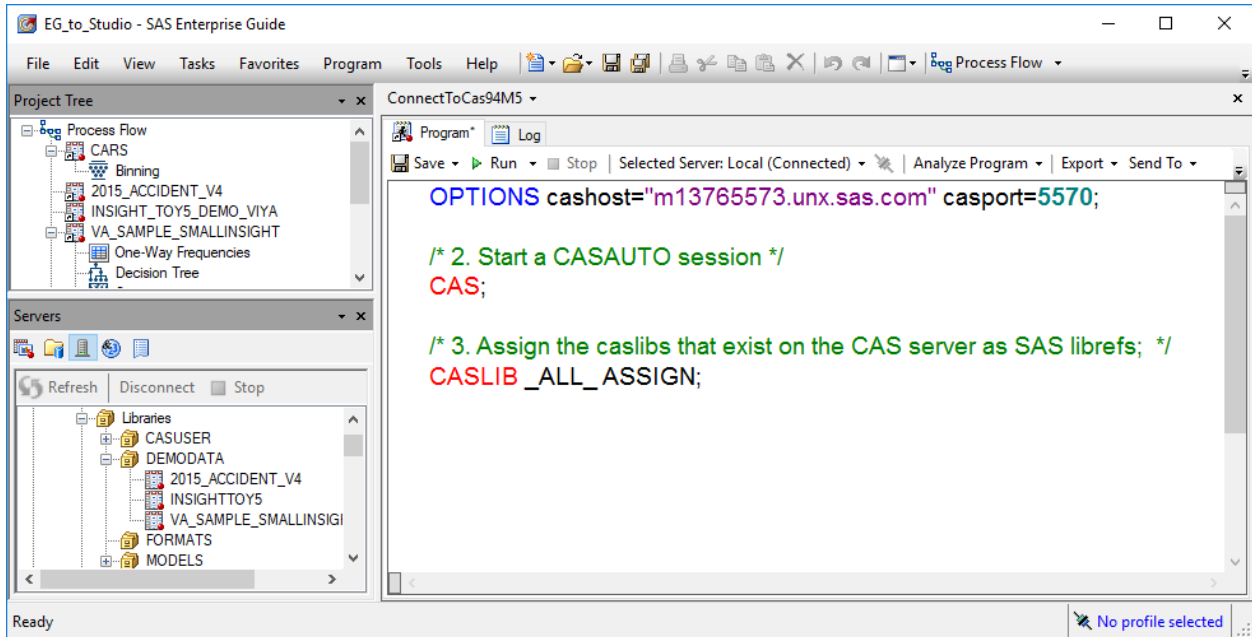 EG_to_Studio - SAS Enterprise Guide
File Edit View Tasks Favorites Program Tools Help Process Flow
Project Tree
Process Flow
CARS
Binning
2015_ACCIDENT_V4
INSIGHT_TOY5_DEMO_VIYA
VA_SAMPLE_SMALLINSIGHT
One-Way Frequencies
Decision Tree
Servers
Refresh Disconnect Stop
Libraries
CASUSER
DEMODATA
2015_ACCIDENT_V4
INSIGHTTOY5
VA_SAMPLE_SMALLINSIG
FORMATS
MODELS
ConnectToCas94M5
Program* Log
Save Run Stop Selected Server: Local (Connected) Analyze Program Export Send To
OPTIONS cashost="m13765573.unx.sas.com" casport=5570;
/* 2. Start a CASAUTO session */
CAS;
/* 3. Assign the caslibs that exist on the CAS server as SAS librefs;  */
CASLIB _ALL_ ASSIGN;
Ready
No profile selected